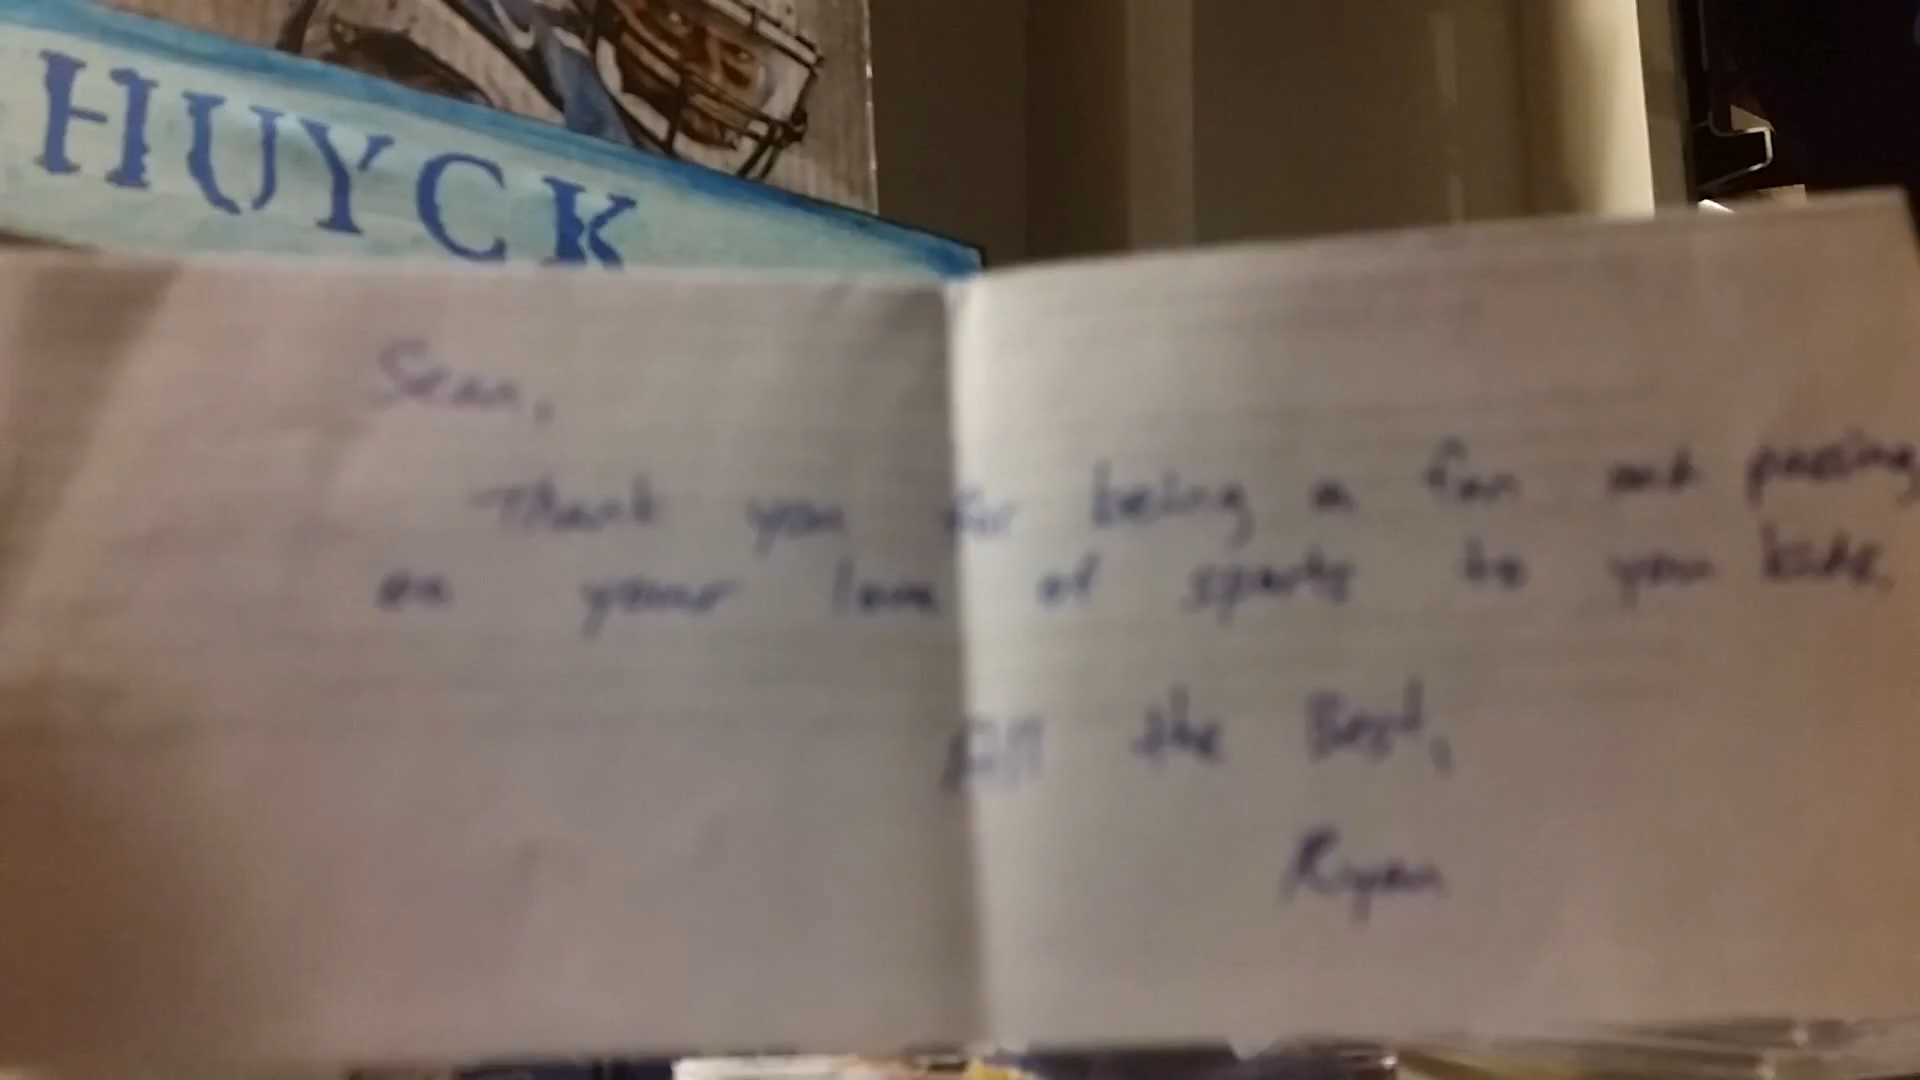 HUYCK
Sean,
Thank you for being a fan and passing
on your love of sports to you kids.
All the Best,
Ryan